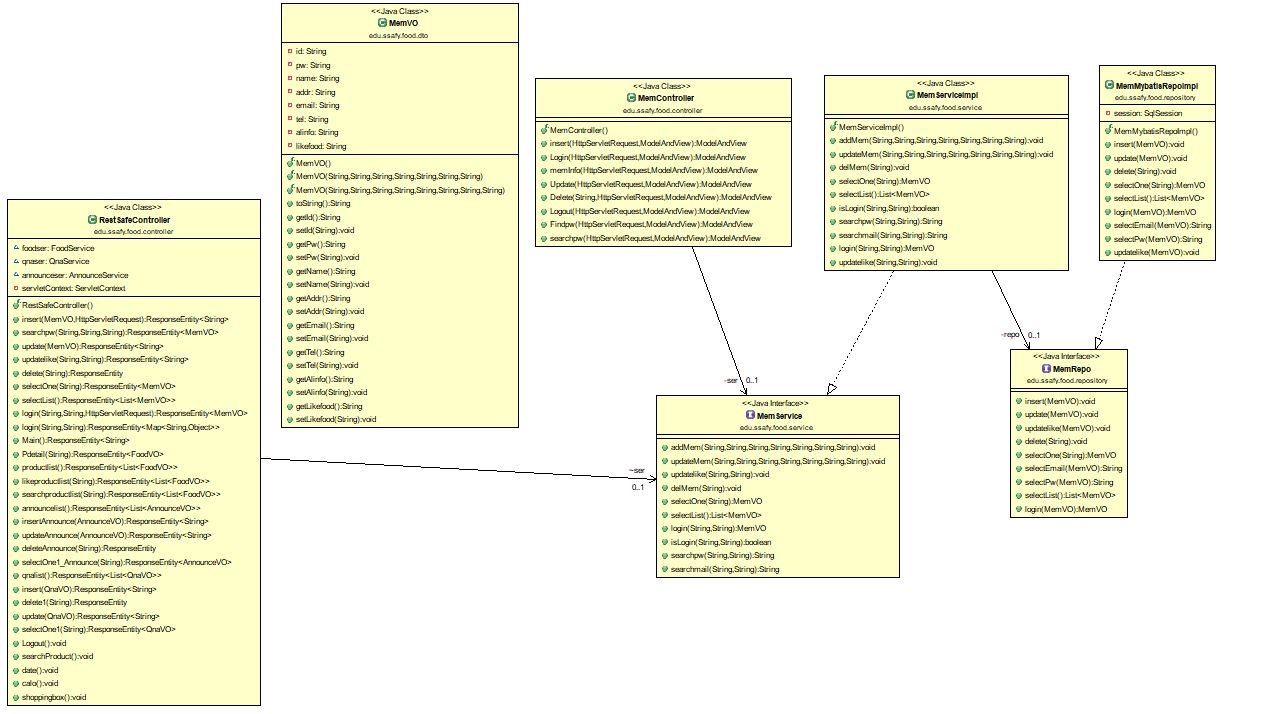 <<Java Class>>
RestSafeController
edu.ssafy.food.controller
foodser: FoodService
qnaser: QnaService
announceser: AnnounceService
servletContext: ServletContext
RestSafeController()
insert(MemVO,HttpServletRequest):ResponseEntity<String>
searchpw(String,String,String):ResponseEntity<MemVO>
update(MemVO):ResponseEntity<String>
updatelike(String,String):ResponseEntity<String>
delete(String):ResponseEntity
selectOne(String):ResponseEntity<MemVO>
selectList():ResponseEntity<List<MemVO>>
login(String,String,HttpServletRequest):ResponseEntity<MemVO>
login(String,String):ResponseEntity<Map<String,Object>>
Main():ResponseEntity<String>
Pdetail(String):ResponseEntity<FoodVO>
productlist():ResponseEntity<List<FoodVO>>
likeproductlist(String):ResponseEntity<List<FoodVO>>
searchproductlist(String):ResponseEntity<List<FoodVO>>
announcelist():ResponseEntity<List<AnnounceVO>>
insertAnnounce(AnnounceVO):ResponseEntity<String>
updateAnnounce(AnnounceVO):ResponseEntity<String>
deleteAnnounce(String):ResponseEntity
selectOne1_Announce(String):ResponseEntity<AnnounceVO>
qnalist():ResponseEntity<List<QnaVO>>
insert(QnaVO):ResponseEntity<String>
delete1(String):ResponseEntity
update(QnaVO):ResponseEntity<String>
selectOne1(String):ResponseEntity<QnaVO>
Logout():void
searchProduct():void
date():void
calo():void
shoppingbox():void
<<Java Class>>
MemVO
edu.ssafy.food.dto
id: String
pw: String
name: String
addr: String
email: String
tel: String
alinfo: String
likefood: String
MemVO()
MemVO(String,String,String,String,String,String,String)
MemVO(String,String,String,String,String,String,String,String)
toString():String
getId():String
setId(String):void
getPw():String
setPw(String):void
getName():String
setName(String):void
getAddr():String
setAddr(String):void
getEmail():String
setEmail(String):void
getTel():String
setTel(String):void
getAlinfo():String
setAlinfo(String):void
getLikefood():String
setLikefood(String):void
<<Java Class>>
MemController
edu.ssafy.food.controller
MemController()
insert(HttpServletRequest,ModelAndView):ModelAndView
Login(HttpServletRequest,ModelAndView):ModelAndView
memInfo(HttpServletRequest,ModelAndView):ModelAndView
Update(HttpServletRequest,ModelAndView):ModelAndView
Delete(String,HttpServletRequest,ModelAndView):ModelAndView
Logout(HttpServletRequest,ModelAndView):ModelAndView
Findpw(HttpServletRequest,ModelAndView):ModelAndView
searchpw(HttpServletRequest,ModelAndView):ModelAndView
<<Java Class>>
MemServiceImpl
edu.ssafy.food.service
MemServiceImpl()
addMem(String,String,String,String,String,String,String):void
updateMem(String,String,String,String,String,String,String):void
delMem(String):void
selectOne(String):MemVO
selectList():List<MemVO>
isLogin(String,String):boolean
searchpw(String,String):String
searchmail(String,String):String
login(String,String):MemVO
updatelike(String,String):void
<<Java Class>>
MemMybatisRepoImpl
edu.ssafy.food.repository
session: SqlSession
MemMybatisRepoImpl()
insert(MemVO):void
update(MemVO):void
delete(String):void
selectOne(String):MemVO
selectList():List<MemVO>
login(MemVO):MemVO
selectEmail(MemVO):String
selectPw(MemVO):String
updatelike(MemVO):void
-ser 0..1
~ser
0..1
-repo 0..1
<<Java Interface>>
MemService
edu.ssafy.food.service
addMem(String,String,String,String,String,String,String):void
updateMem(String,String,String,String,String,String,String):void
updatelike(String,String):void
delMem(String):void
selectOne(String):MemVO
selectList():List<MemVO>
login(String,String):MemVO
isLogin(String,String):boolean
searchpw(String,String):String
searchmail(String,String):String
<<Java Interface>>
MemRepo
edu.ssafy.food.repository
insert(MemVO):void
update(MemVO):void
updatelike(MemVO):void
delete(String):void
selectOne(String):MemVO
selectEmail(MemVO):String
selectPw(MemVO):String
selectList():List<MemVO>
login(MemVO):MemVO